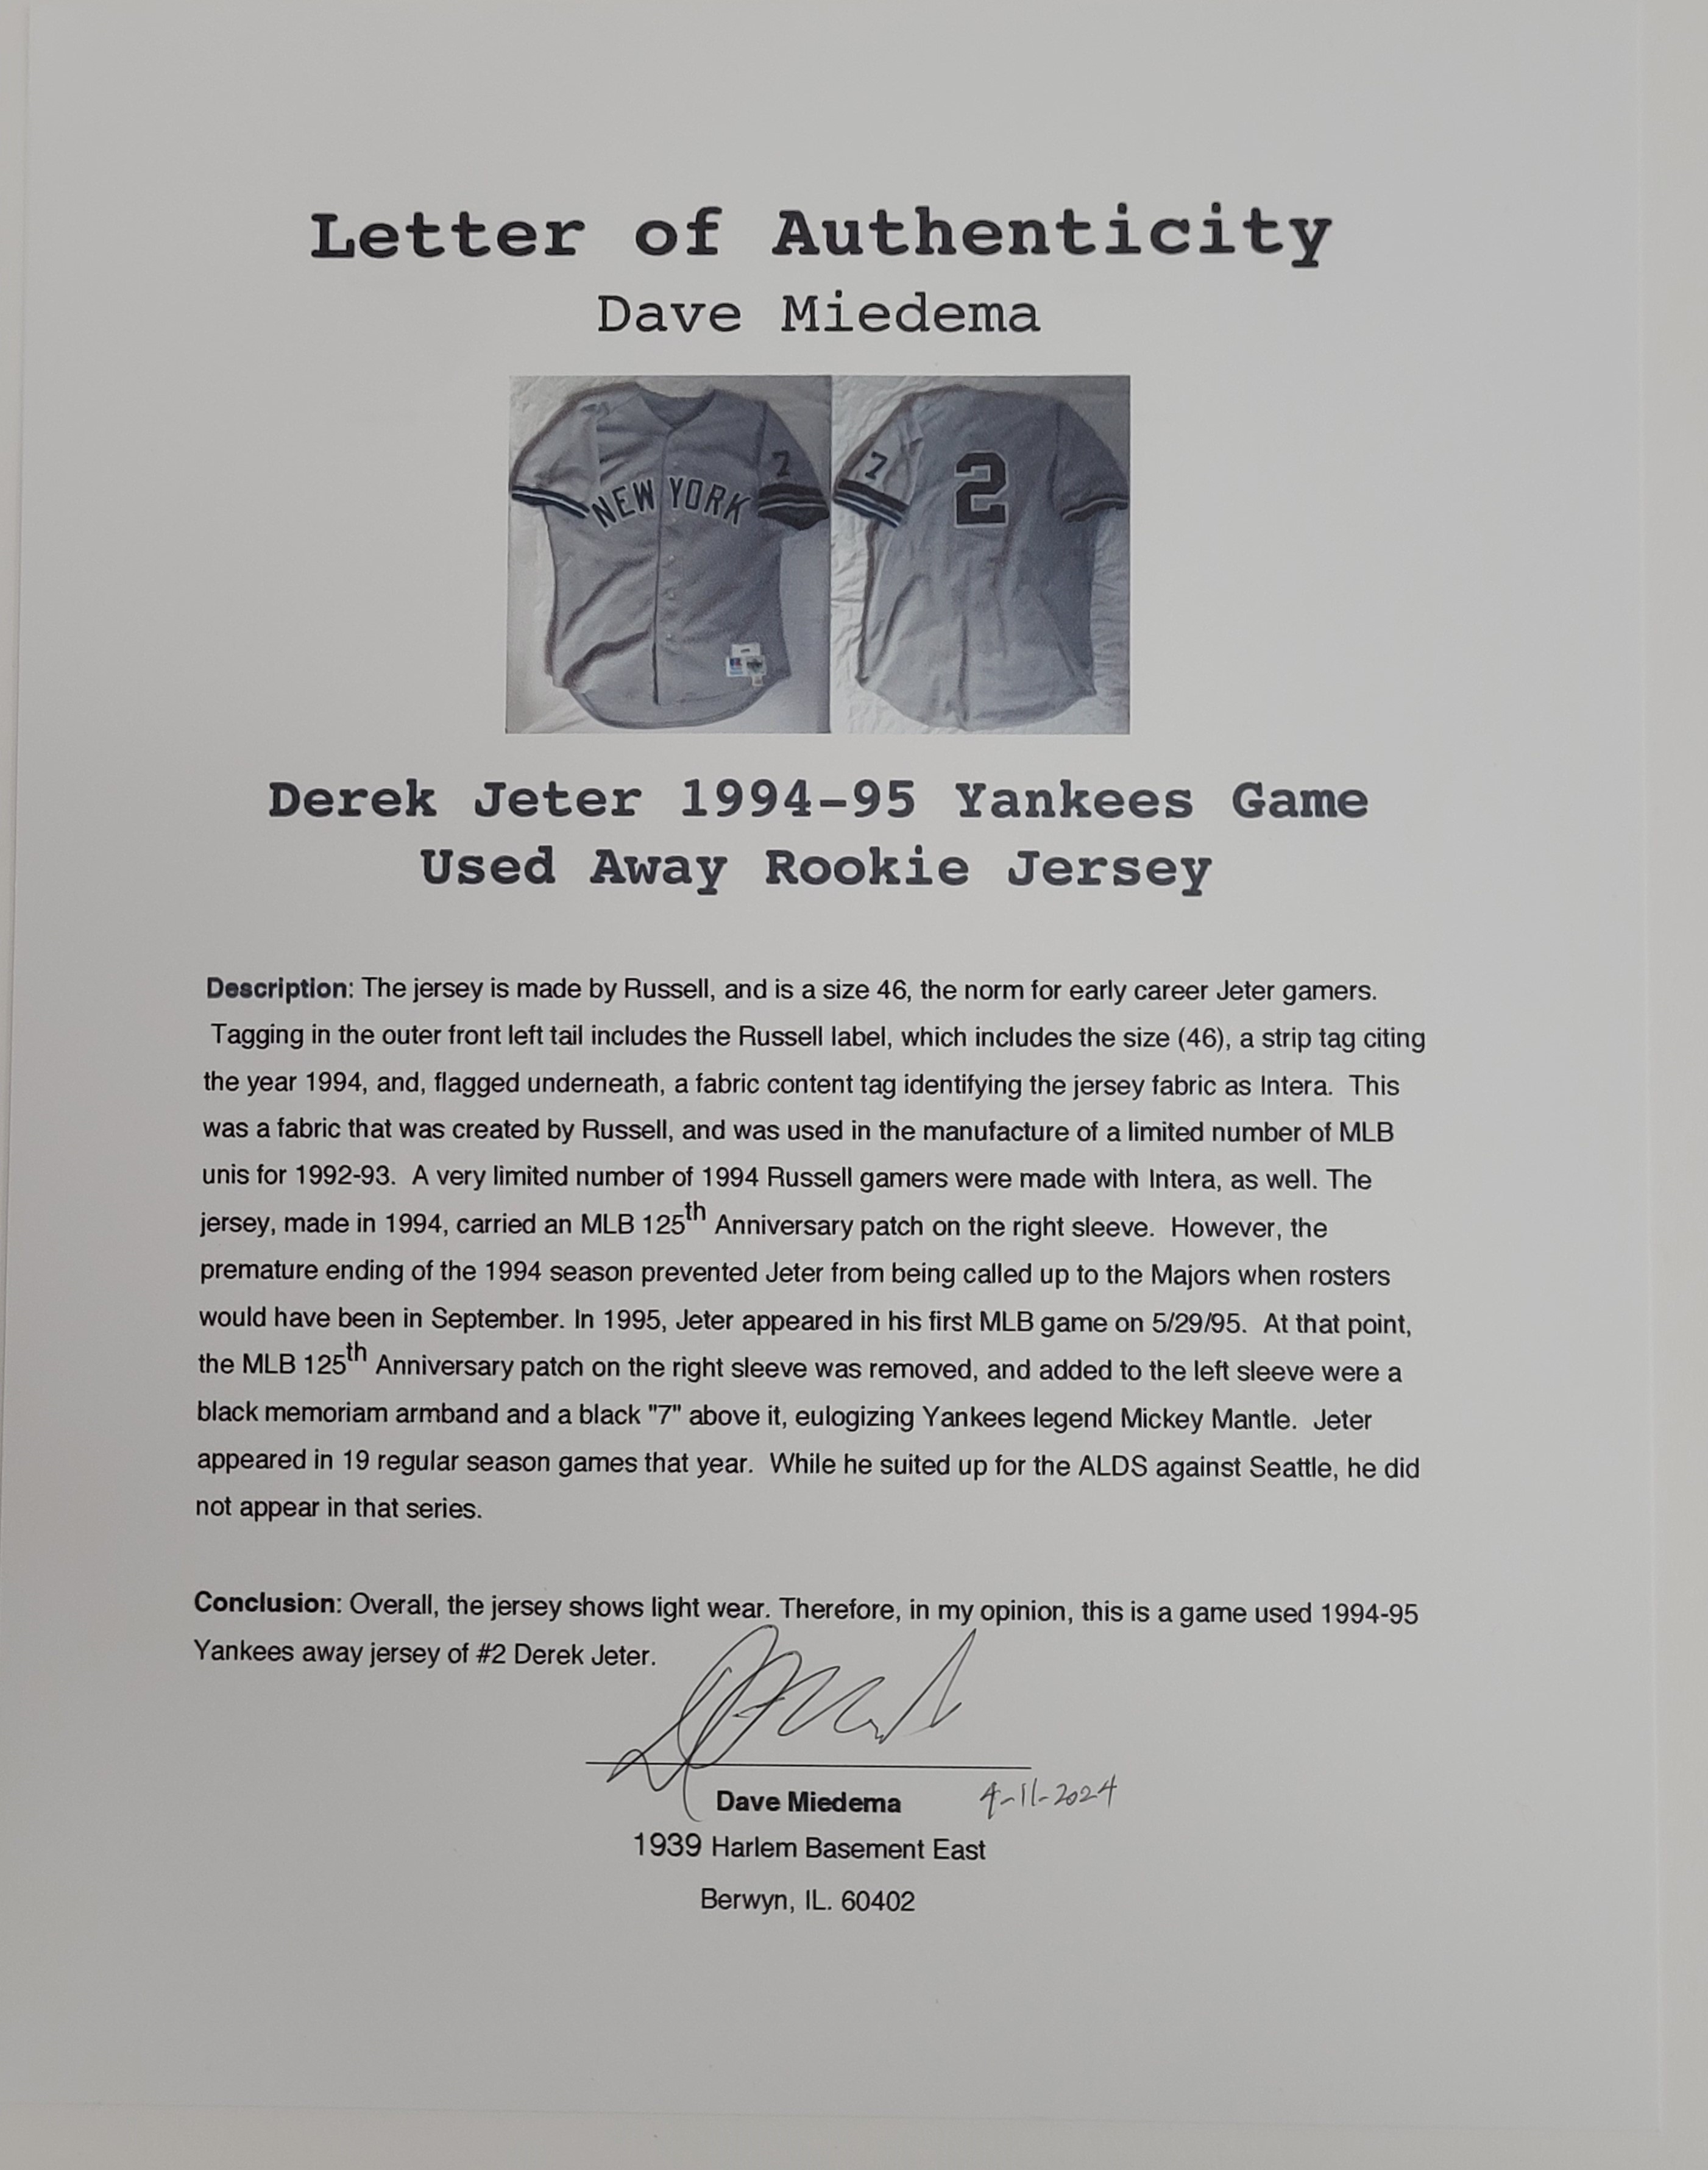 Letter of Authenticity
Dave Miedema
NEW YORK 7
7 2
Derek Jeter 1994-95 Yankees Game
Used Away Rookie Jersey
Description: The jersey is made by Russell, and is a size 46, the norm for early career Jeter gamers.
Tagging in the outer front left tail includes the Russell label, which includes the size (46), a strip tag citing
the year 1994, and, flagged underneath, a fabric content tag identifying the jersey fabric as Intera. This
was a fabric that was created by Russell, and was used in the manufacture of a limited number of MLB
unis for 1992-93. A very limited number of 1994 Russell gamers were made with Intera, as well. The
jersey, made in 1994, carried an MLB 125th Anniversary patch on the right sleeve. However, the
premature ending of the 1994 season prevented Jeter from being called up to the Majors when rosters
would have been in September. In 1995, Jeter appeared in his first MLB game on 5/29/95. At that point,
the MLB 125th Anniversary patch on the right sleeve was removed, and added to the left sleeve were a
black memoriam armband and a black "7" above it, eulogizing Yankees legend Mickey Mantle. Jeter
appeared in 19 regular season games that year. While he suited up for the ALDS against Seattle, he did
not appear in that series.
Conclusion: Overall, the jersey shows light wear. Therefore, in my opinion, this is a game used 1994-95
Yankees away jersey of #2 Derek Jeter.
Dave Miedema 4-11-2024
1939 Harlem Basement East
Berwyn, IL. 60402